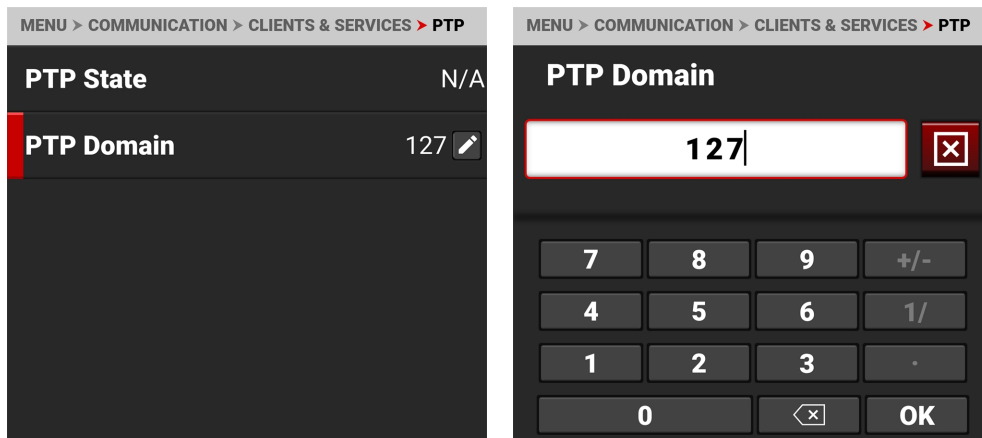 MENU > COMMUNICATION > CLIENTS & SERVICES > PTP
PTP State N/A
PTP Domain 127
MENU > COMMUNICATION > CLIENTS & SERVICES > PTP
PTP Domain
127
7 8 9 +/-
4 5 6 1/
1 2 3 ·
0 OK